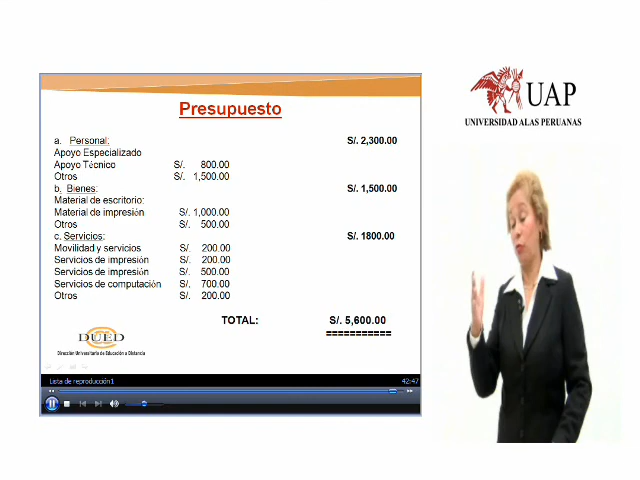 Presupuesto
a. Personal: S/. 2,300.00
Apoyo Especializado
Apoyo Técnico S/. 800.00
Otros S/. 1,500.00
b. Bienes: S/. 1,500.00
Material de escritorio:
Material de impresión S/. 1,000.00
Otros S/. 500.00
c. Servicios: S/. 1800.00
Movilidad y servicios S/. 200.00
Servicios de impresión S/. 200.00
Servicios de impresión S/. 500.00
Servicios de computación S/. 700.00
Otros S/. 200.00
TOTAL: S/. 5,600.00
===========
DUED
Dirección Universitaria de Educación a Distancia
Lista de reproducción1 42:47
UAP
UNIVERSIDAD ALAS PERUANAS